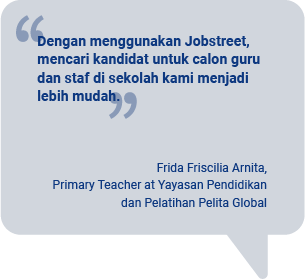 “
Dengan menggunakan Jobstreet,
mencari kandidat untuk calon guru
dan staf di sekolah kami menjadi
lebih mudah.
”
Frida Friscilia Arnita,
Primary Teacher at Yayasan Pendidikan
dan Pelatihan Pelita Global